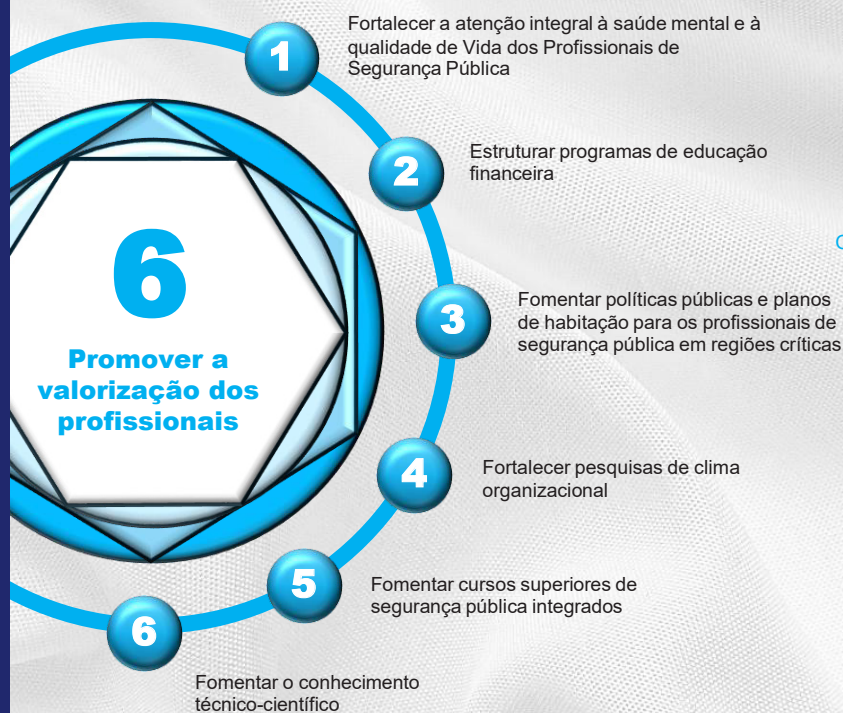 1
Fortalecer a atenção integral à saúde mental e à
qualidade de Vida dos Profissionais de
Segurança Pública
2
Estruturar programas de educação
financeira
6
Promover a
valorização dos
profissionais
3
Fomentar políticas públicas e planos
de habitação para os profissionais de
segurança pública em regiões críticas
4
Fortalecer pesquisas de clima
organizacional
5
Fomentar cursos superiores de
segurança pública integrados
6
Fomentar o conhecimento
técnico-científico